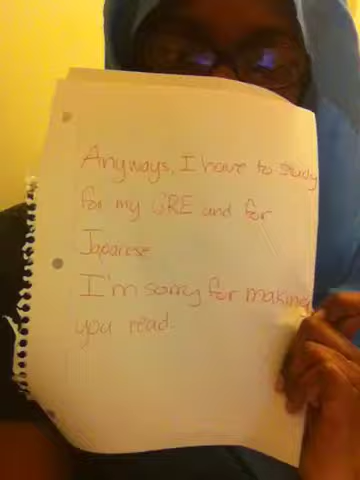 Anyways, I have to study
for my GRE and for
Japanese
I'm sorry for making
you read.